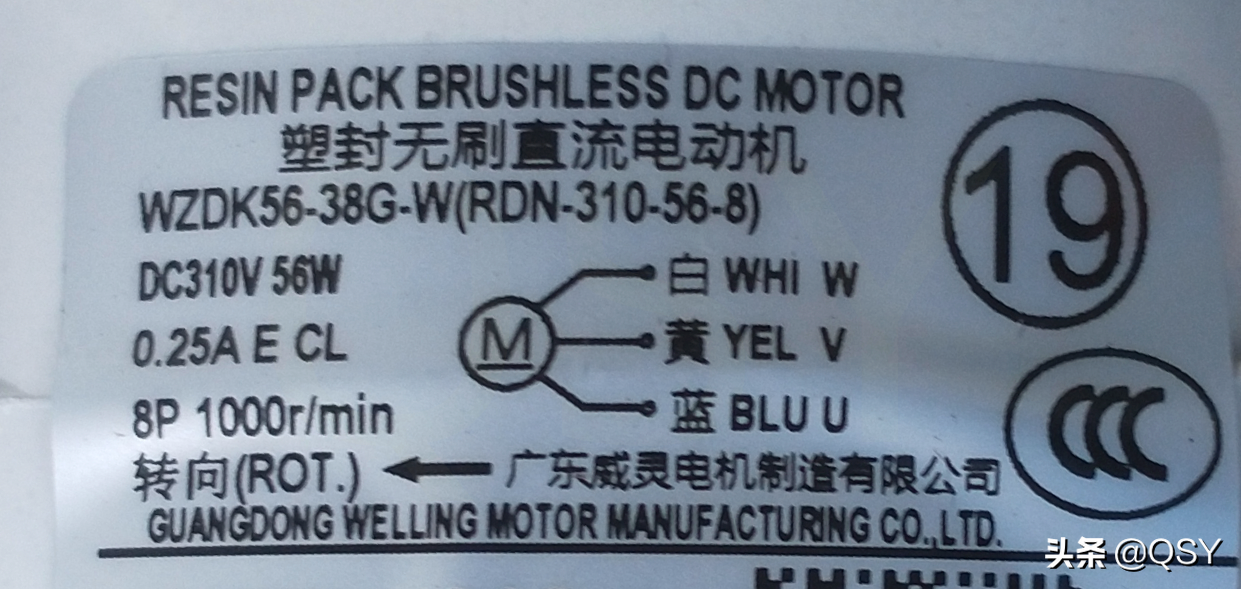 RESIN PACK BRUSHLESS DC MOTOR
塑封无刷直流电动机
WZDK56-38G-W(RDN-310-56-8)
19
DC310V 56W
白 WHI W
0.25A E CL
M
黄 YEL V
8P 1000r/min
蓝 BLU U
CCC
转向(ROT.)
广东威灵电机制造有限公司
GUANGDONG WELLING MOTOR MANUFACTURING CO.,LTD.
头条 @QSY